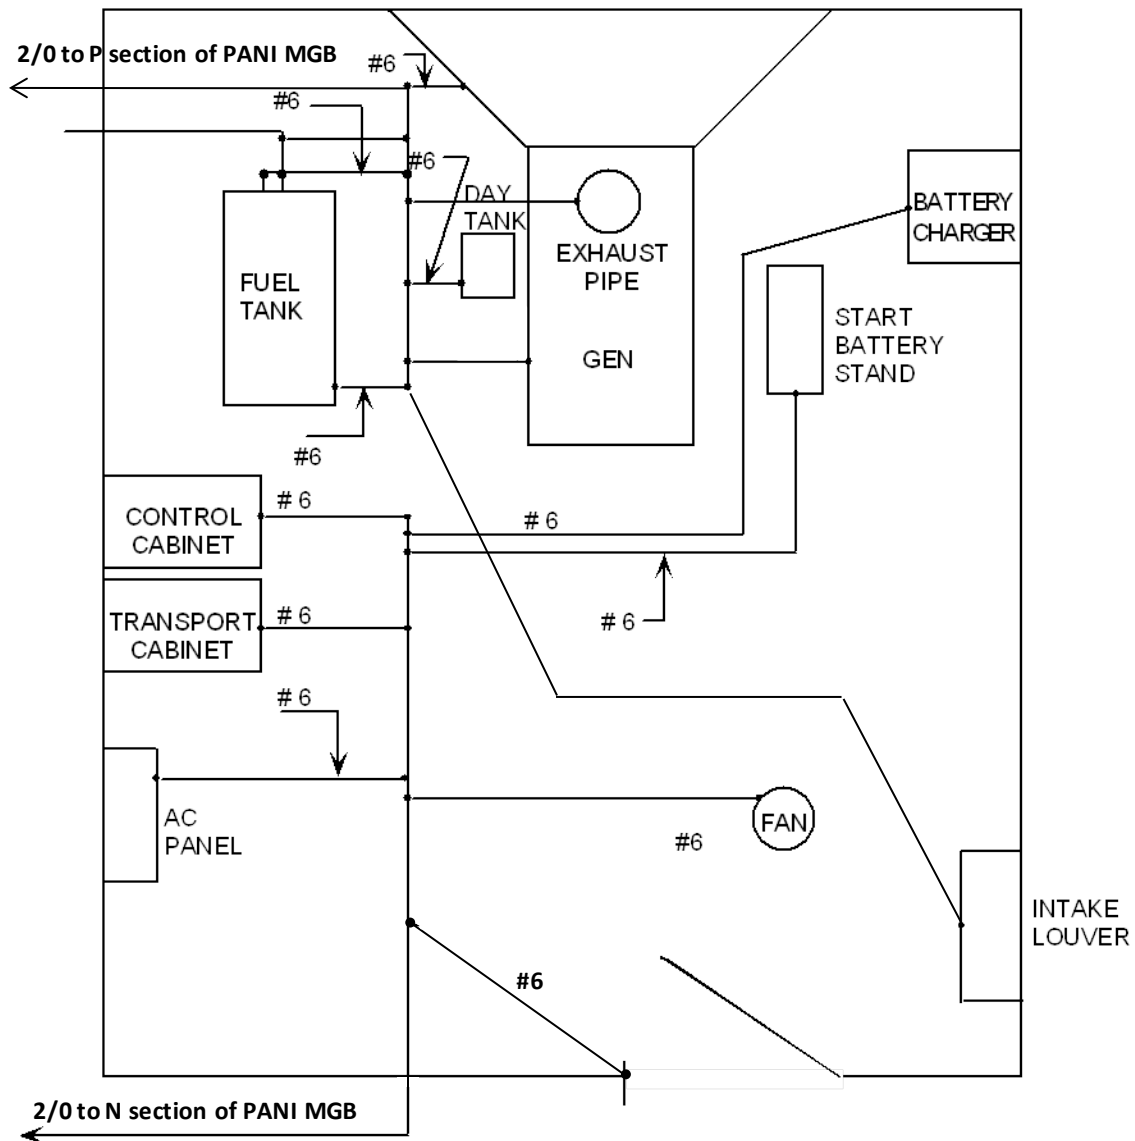 2/0 to P section of PANI MGB
#6
#6
#6
DAY
TANK
BATTERY
CHARGER
EXHAUST
PIPE
FUEL
TANK
START
BATTERY
STAND
GEN
#6
# 6
CONTROL
CABINET
# 6
# 6
TRANSPORT
CABINET
# 6
# 6
AC
PANEL
FAN
#6
INTAKE
LOUVER
#6
2/0 to N section of PANI MGB